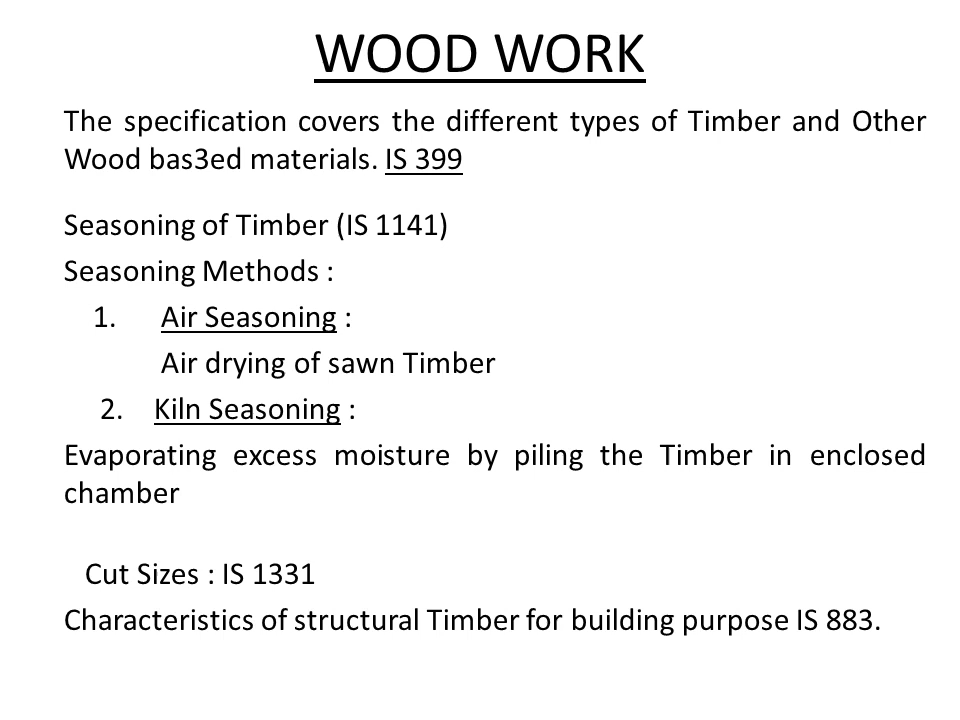 WOOD WORK
The specification covers the different types of Timber and Other
Wood bas3ed materials. IS 399
Seasoning of Timber (IS 1141)
Seasoning Methods :
1. Air Seasoning :
Air drying of sawn Timber
2. Kiln Seasoning :
Evaporating excess moisture by piling the Timber in enclosed
chamber
Cut Sizes : IS 1331
Characteristics of structural Timber for building purpose IS 883.